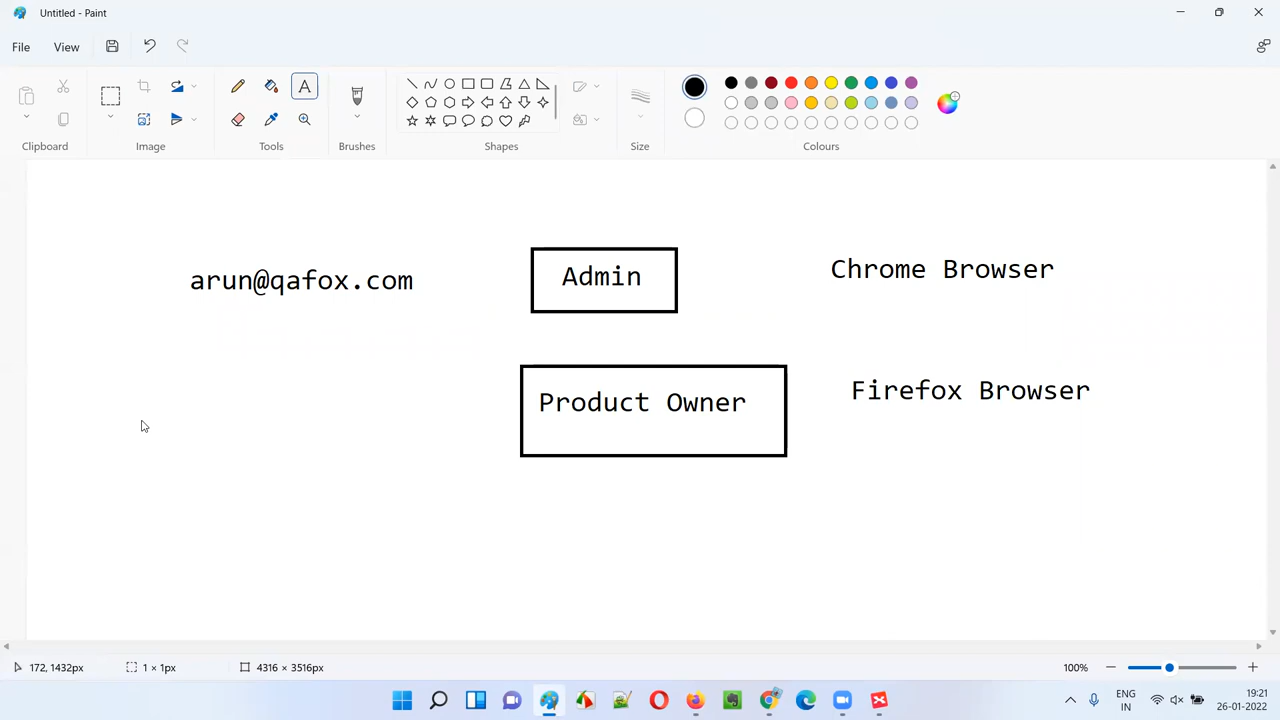 Untitled - Paint
File View
Clipboard Image Tools Brushes Shapes Size Colours
arun@qafox.com Admin Chrome Browser
Product Owner Firefox Browser
172, 1432px 1 × 1px 4316 × 3516px 100%
ENG 19:21
IN 26-01-2022